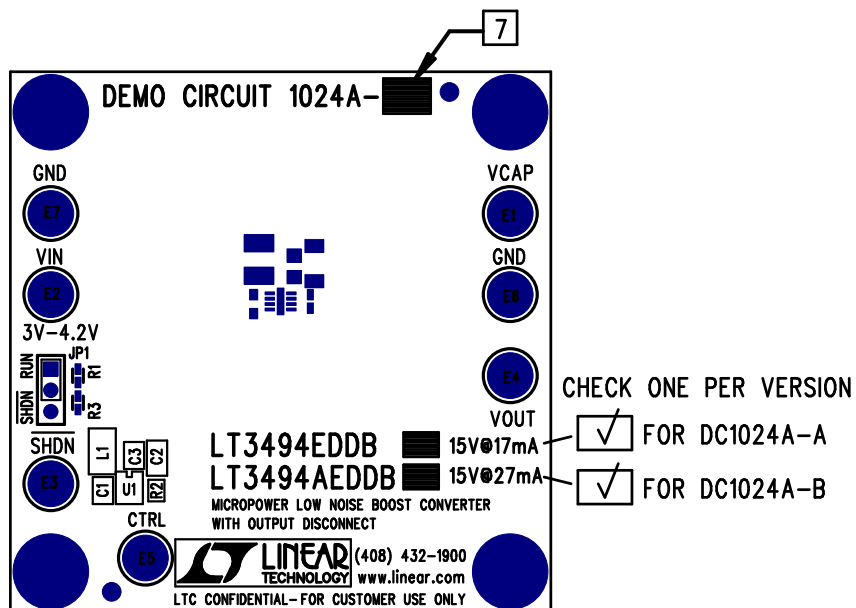 7
DEMO CIRCUIT 1024A-
GND
VCAP
E7
E1
VIN
GND
E2
E6
3V-4.2V
JP1
RUN
R1
SHDN
R3
E4
CHECK ONE PER VERSION
VOUT
SHDN
LT3494EDDB 15V@17mA
FOR DC1024A-A
LT3494AEDDB 15V@27mA
FOR DC1024A-B
L1
C3
C2
E3
C1
U1
R2
MICROPOWER LOW NOISE BOOST CONVERTER
WITH OUTPUT DISCONNECT
CTRL
E5
LINEAR
TECHNOLOGY
(408) 432-1900
www.linear.com
LTC CONFIDENTIAL-FOR CUSTOMER USE ONLY